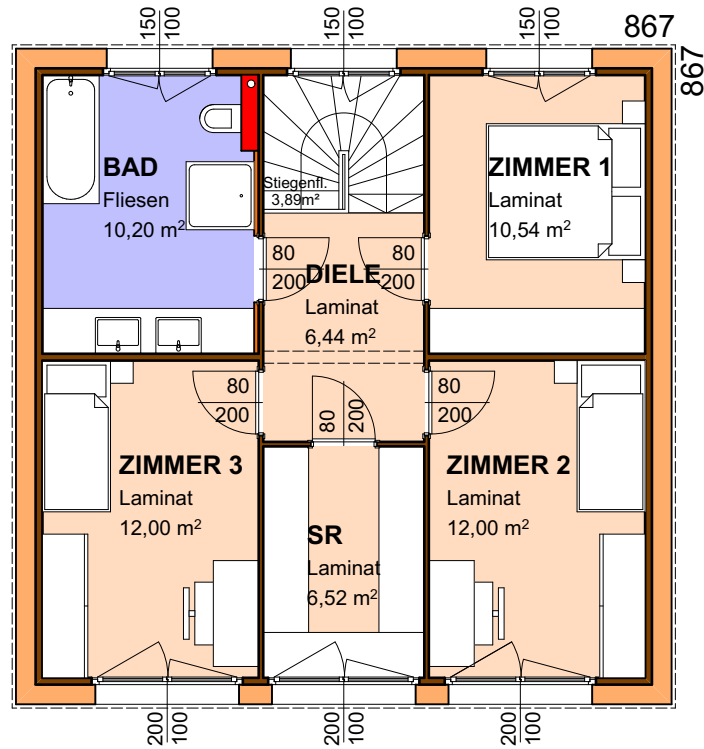 150
100
150
100
150
100
867
867
BAD
Fliesen
10,20 m²
Stiegenfl.
3,89m²
ZIMMER 1
Laminat
10,54 m²
80
200
80
200
DIELE
Laminat
6,44 m²
80
200
80
200
80
200
ZIMMER 3
Laminat
12,00 m²
ZIMMER 2
Laminat
12,00 m²
SR
Laminat
6,52 m²
200
100
200
100
200
100